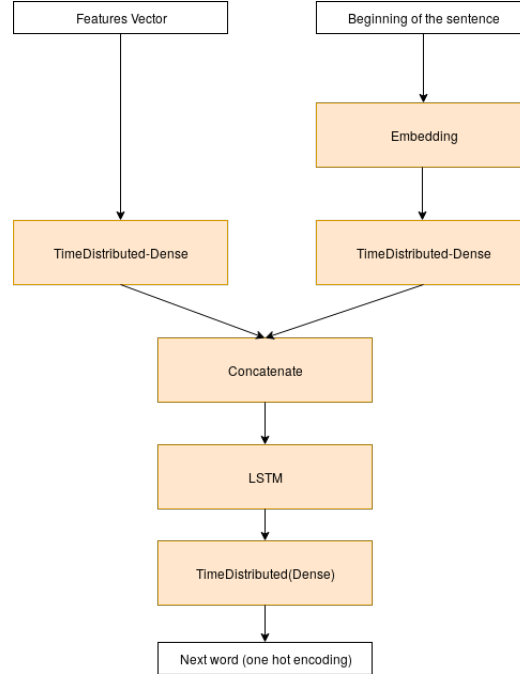 Features Vector
Beginning of the sentence
Embedding
TimeDistributed-Dense
TimeDistributed-Dense
Concatenate
LSTM
TimeDistributed(Dense)
Next word (one hot encoding)